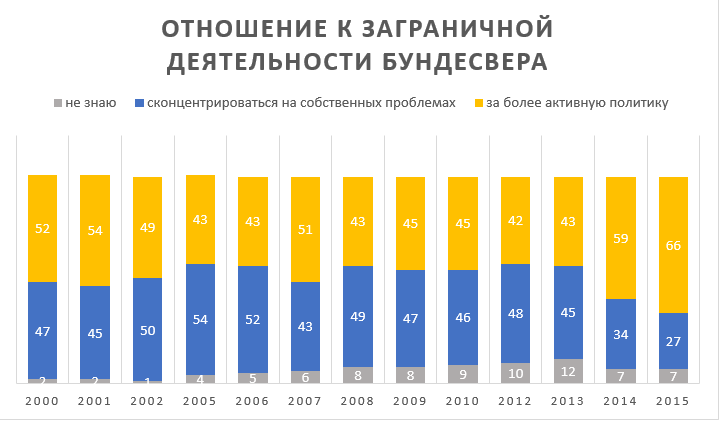 ОТНОШЕНИЕ К ЗАГРАНИЧНОЙ
ДЕЯТЕЛЬНОСТИ БУНДЕСВЕРА
не знаю сконцентрироваться на собственных проблемах за более активную политику
52 54 49 43 43 51 43 45 45 42 43 59 66
47 45 50 54 52 43 49 47 46 48 45 34 27
2 2 1 4 5 6 8 8 9 10 12 7 7
2000 2001 2002 2005 2006 2007 2008 2009 2010 2012 2013 2014 2015